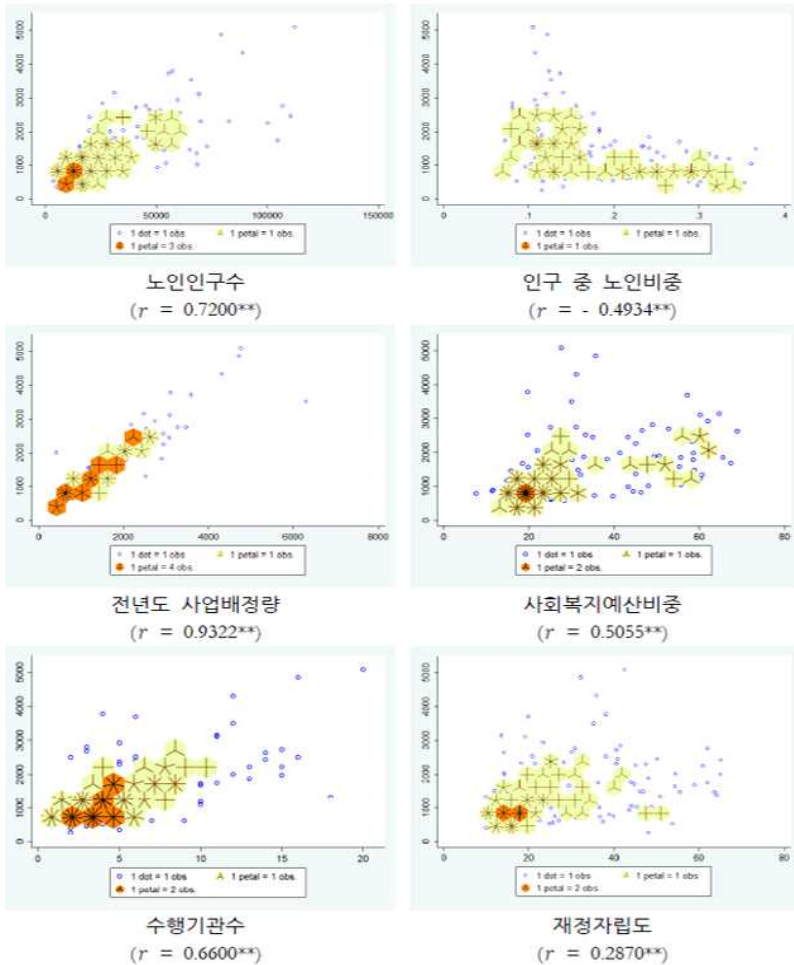 5000
4000
3000
2000
1000
0
0 50000 100000 150000
1 dot = 1 obs. 1 petal = 1 obs.
1 petal = 3 obs.
노인인구수
(r = 0.7200**)
5000
4000
3000
2000
1000
0
0 .1 .2 .3 .4
1 dot = 1 obs. 1 petal = 1 obs.
1 petal = 1 obs.
인구 중 노인비중
(r = - 0.4934**)
5000
4000
3000
2000
1000
0
0 2000 4000 6000 8000
1 dot = 1 obs 1 petal = 1 obs.
1 petal = 4 obs.
전년도 사업배정량
(r = 0.9322**)
5000
4000
3000
2000
1000
0
0 20 40 60 80
1 dot = 1 obs 1 petal = 1 obs.
1 petal = 2 obs.
사회복지예산비중
(r = 0.5055**)
5000
4000
3000
2000
1000
0
0 5 10 15 20
1 dot = 1 obs 1 petal = 1 obs.
1 petal = 2 obs.
수행기관수
(r = 0.6600**)
5000
4000
3000
2000
1000
0
0 20 40 60 80
1 dot = 1 obs 1 petal = 1 obs
1 petal = 2 obs.
재정자립도
(r = 0.2870**)